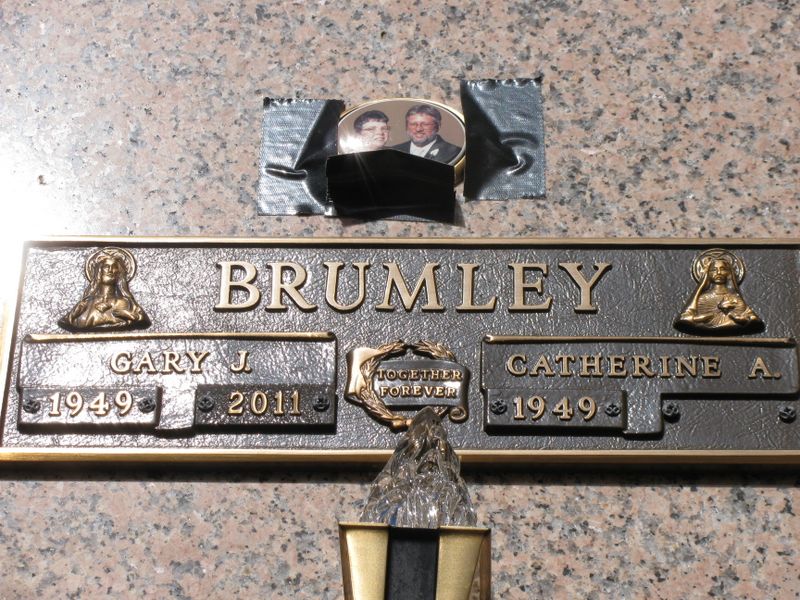 BRUMLEY
GARY J.
1949 2011
TOGETHER
FOREVER
CATHERINE A.
1949